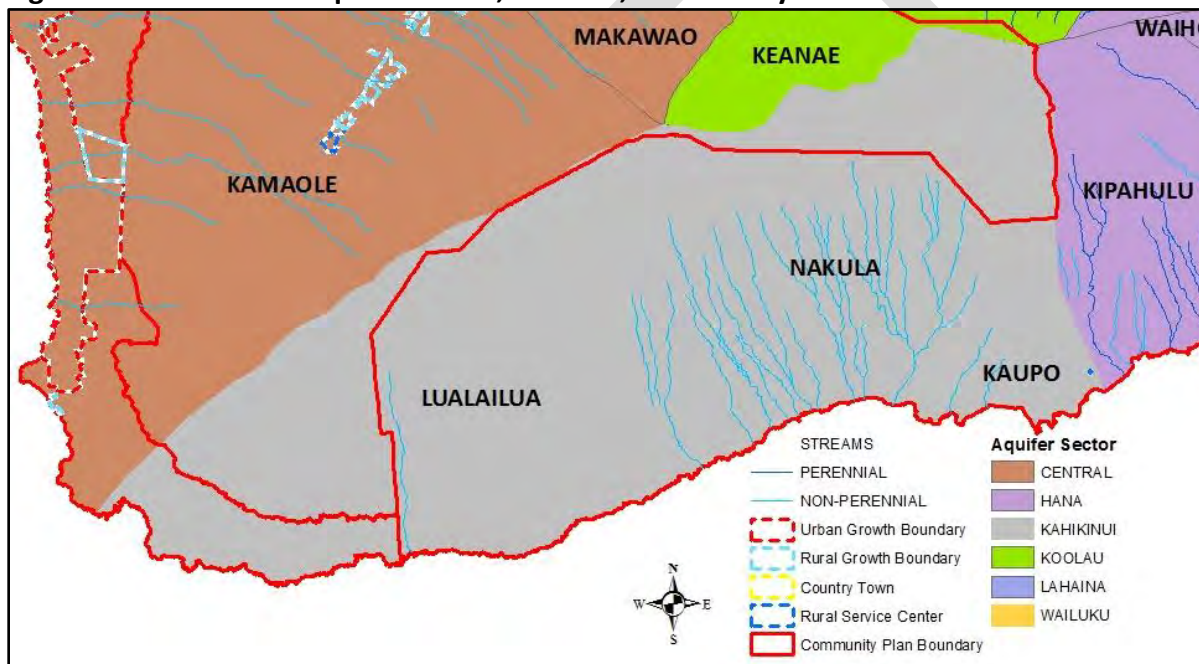 MAKAWAO
KEANAE
WAIHO
KAMAOLE
KIPAHULU
NAKULA
KAUPO
LUALAILUA
STREAMS
PERENNIAL
NON-PERENNIAL
Urban Growth Boundary
Rural Growth Boundary
Country Town
Rural Service Center
Community Plan Boundary
Aquifer Sector
CENTRAL
HANA
KAHIKINUI
KOOLAU
LAHAINA
WAILUKU
N
W E
S